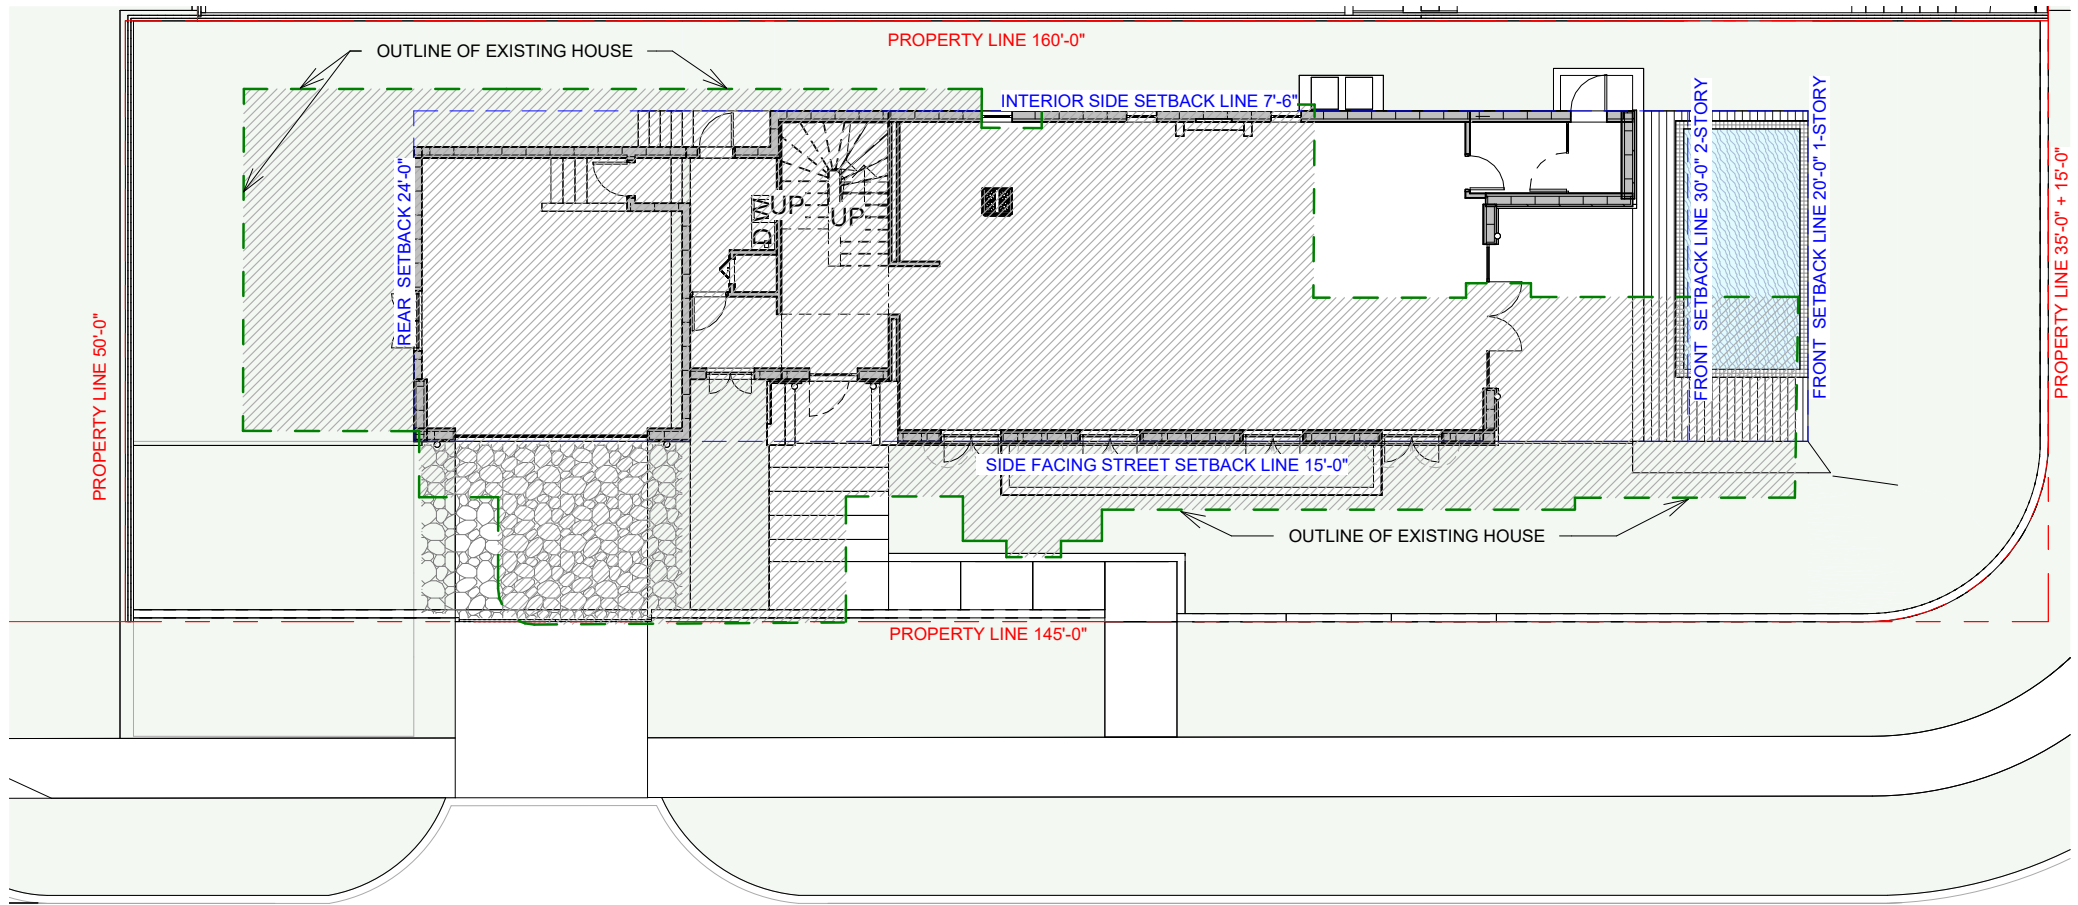 PROPERTY LINE 160'-0"
OUTLINE OF EXISTING HOUSE
INTERIOR SIDE SETBACK LINE 7'-6"
FRONT SETBACK LINE 30'-0" 2-STORY
FRONT SETBACK LINE 20'-0" 1-STORY
PROPERTY LINE 35'-0" + 15'-0"
REAR SETBACK 24'-0"
UP
UP
D W
PROPERTY LINE 50'-0"
SIDE FACING STREET SETBACK LINE 15'-0"
OUTLINE OF EXISTING HOUSE
PROPERTY LINE 145'-0"